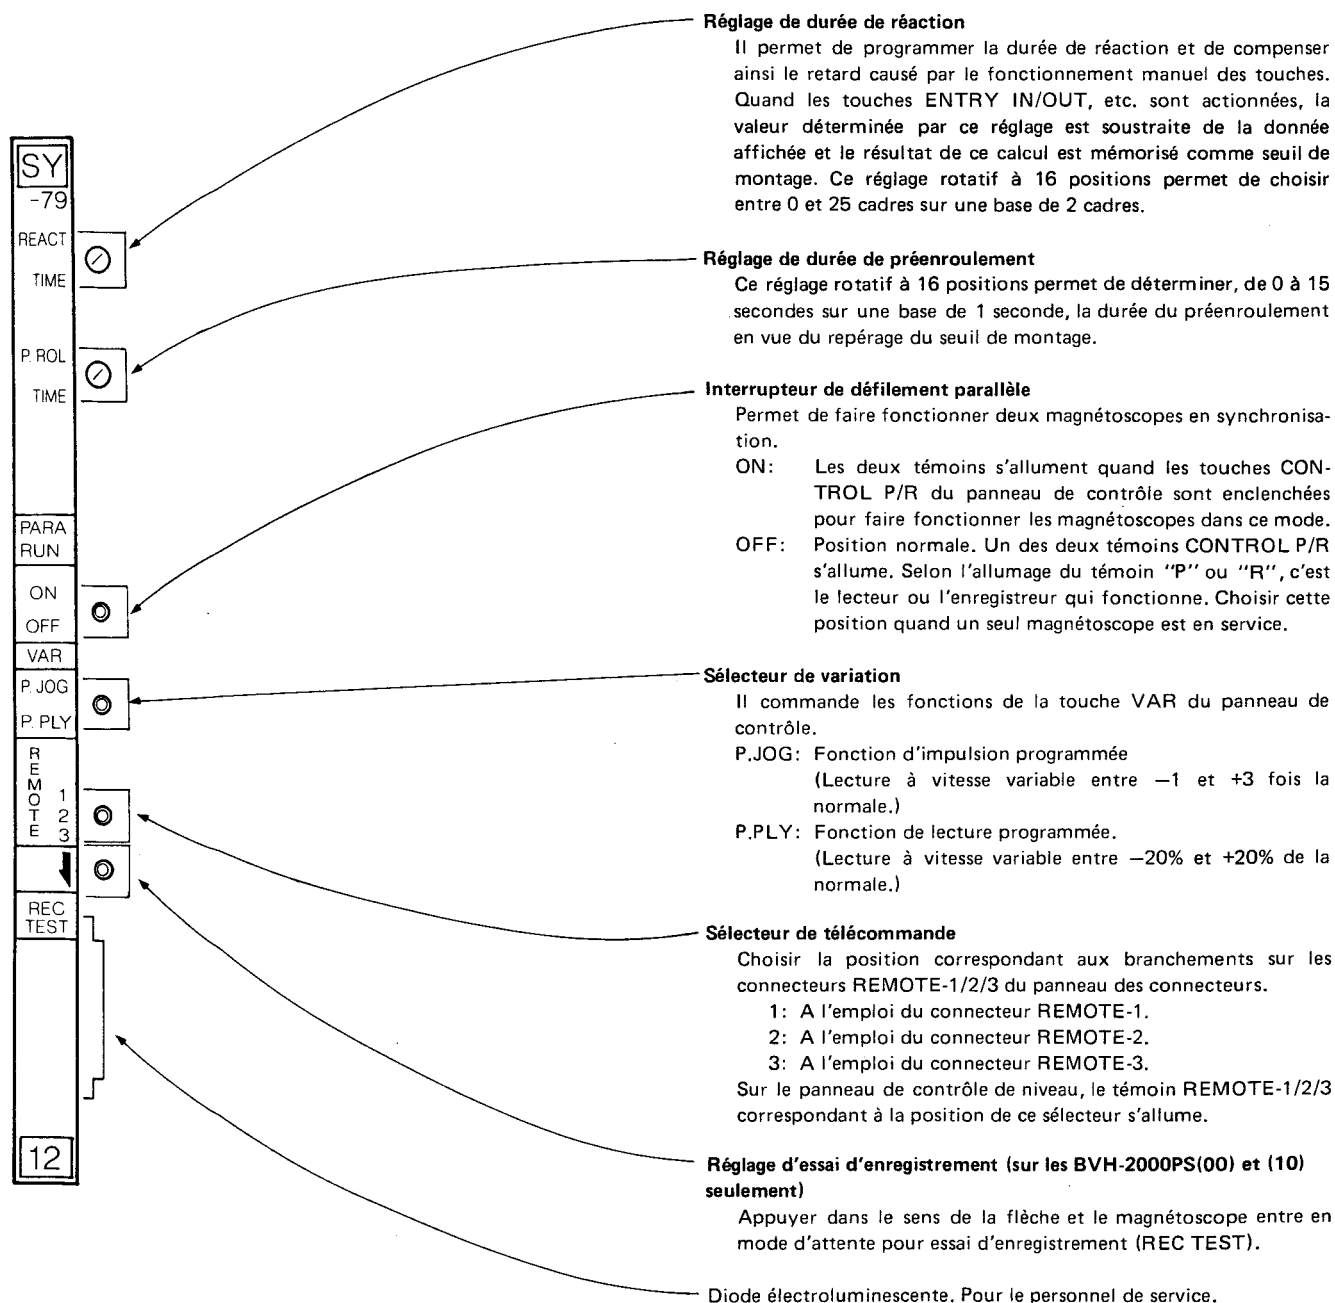 Réglage de durée de réaction
Il permet de programmer la durée de réaction et de compenser
ainsi le retard causé par le fonctionnement manuel des touches.
Quand les touches ENTRY IN/OUT, etc. sont actionnées, la
valeur déterminée par ce réglage est soustraite de la donnée
affichée et le résultat de ce calcul est mémorisé comme seuil de
montage. Ce réglage rotatif à 16 positions permet de choisir
entre 0 et 25 cadres sur une base de 2 cadres.
Réglage de durée de préenroulement
Ce réglage rotatif à 16 positions permet de déterminer, de 0 à 15
secondes sur une base de 1 seconde, la durée du préenroulement
en vue du repérage du seuil de montage.
Interrupteur de défilement parallèle
Permet de faire fonctionner deux magnétoscopes en synchronisa-
tion.
ON: Les deux témoins s'allument quand les touches CON-
TROL P/R du panneau de contrôle sont enclenchées
pour faire fonctionner les magnétoscopes dans ce mode.
OFF: Position normale. Un des deux témoins CONTROL P/R
s'allume. Selon l'allumage du témoin "P" ou "R", c'est
le lecteur ou l'enregistreur qui fonctionne. Choisir cette
position quand un seul magnétoscope est en service.
Sélecteur de variation
Il commande les fonctions de la touche VAR du panneau de
contrôle.
P.JOG: Fonction d'impulsion programmée
(Lecture à vitesse variable entre —1 et +3 fois la
normale.)
P.PLY: Fonction de lecture programmée.
(Lecture à vitesse variable entre —20% et +20% de la
normale.)
Sélecteur de télécommande
Choisir la position correspondant aux branchements sur les
connecteurs REMOTE-1/2/3 du panneau des connecteurs.
1: A l'emploi du connecteur REMOTE-1.
2: A l'emploi du connecteur REMOTE-2.
3: A l'emploi du connecteur REMOTE-3.
Sur le panneau de contrôle de niveau, le témoin REMOTE-1/2/3
correspondant à la position de ce sélecteur s'allume.
Réglage d'essai d'enregistrement (sur les BVH-2000PS(00) et (10)
seulement)
Appuyer dans le sens de la flèche et le magnétoscope entre en
mode d'attente pour essai d'enregistrement (REC TEST).
Diode électroluminescente. Pour le personnel de service.
SY
-79
REACT
TIME
P. ROL
TIME
PARA
RUN
ON
OFF
VAR
P. JOG
P. PLY
REMOTE
1
2
3
REC
TEST
12